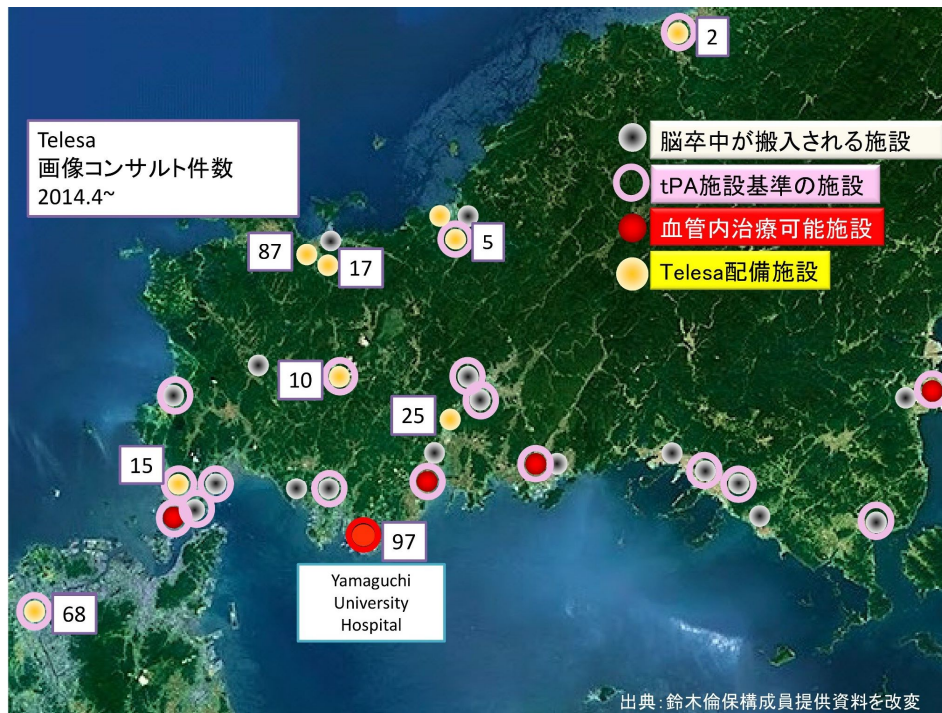 2
Telesa
画像コンサルト件数
2014.4~
脳卒中が搬入される施設
tPA施設基準の施設
血管内治療可能施設
Telesa配備施設
5
87
17
10
25
15
97
Yamaguchi
University
Hospital
68
出典:鈴木倫保構成員提供資料を改変